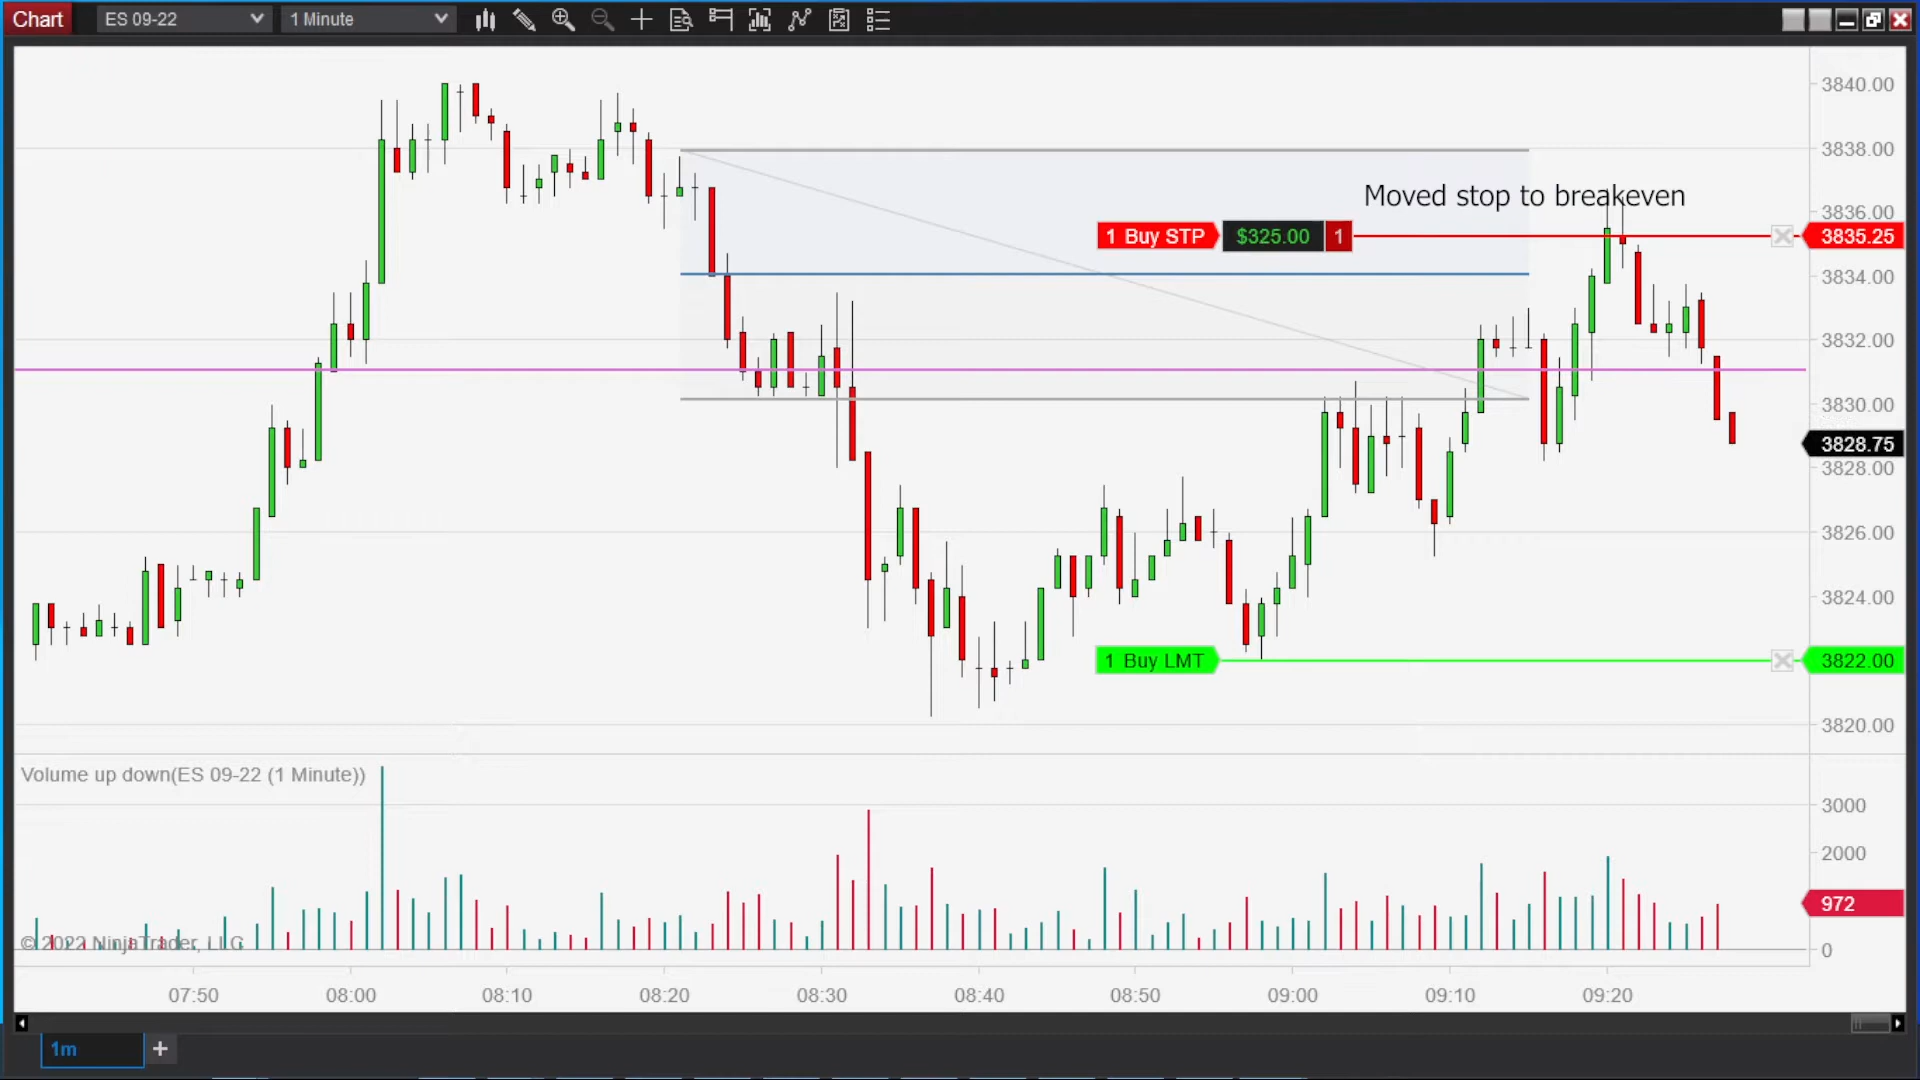 Chart ES 09-22 1 Minute
3840.00
3838.00
Moved stop to breakeven
3836.00
1 Buy STP $325.00 1 3835.25
3834.00
3832.00
3830.00
3828.75
3828.00
3826.00
3824.00
1 Buy LMT 3822.00
3820.00
Volume up down(ES 09-22 (1 Minute))
3000
2000
972
© 2022 NinjaTrader, LLC
0
07:50 08:00 08:10 08:20 08:30 08:40 08:50 09:00 09:10 09:20
1m +